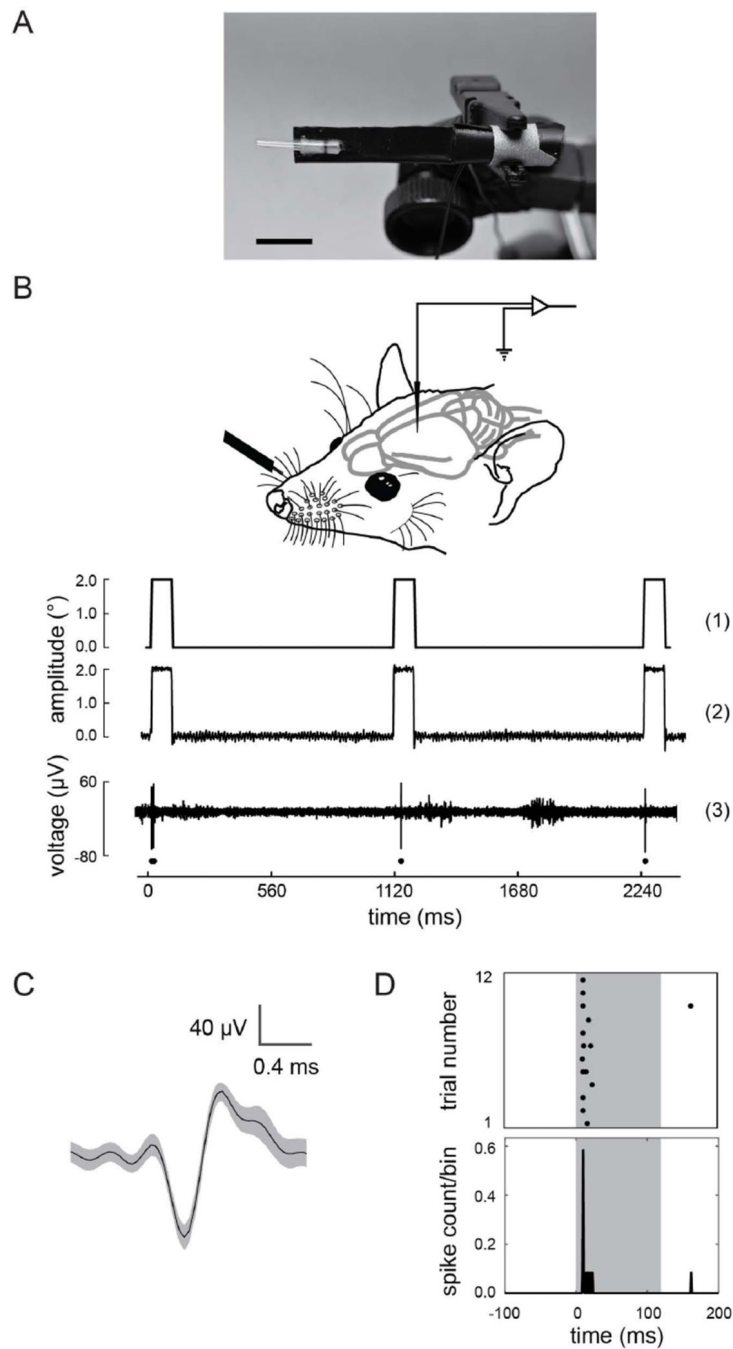 A
B
2.0
1.0
0.0
amplitude (°)
(1)
2.0
1.0
0.0
(2)
60
-80
voltage (µV)
(3)
0 560 1120 1680 2240
time (ms)
C
40 µV
0.4 ms
D
12
1
trial number
0.6
0.4
0.2
0.0
spike count/bin
-100 0 100 200
time (ms)